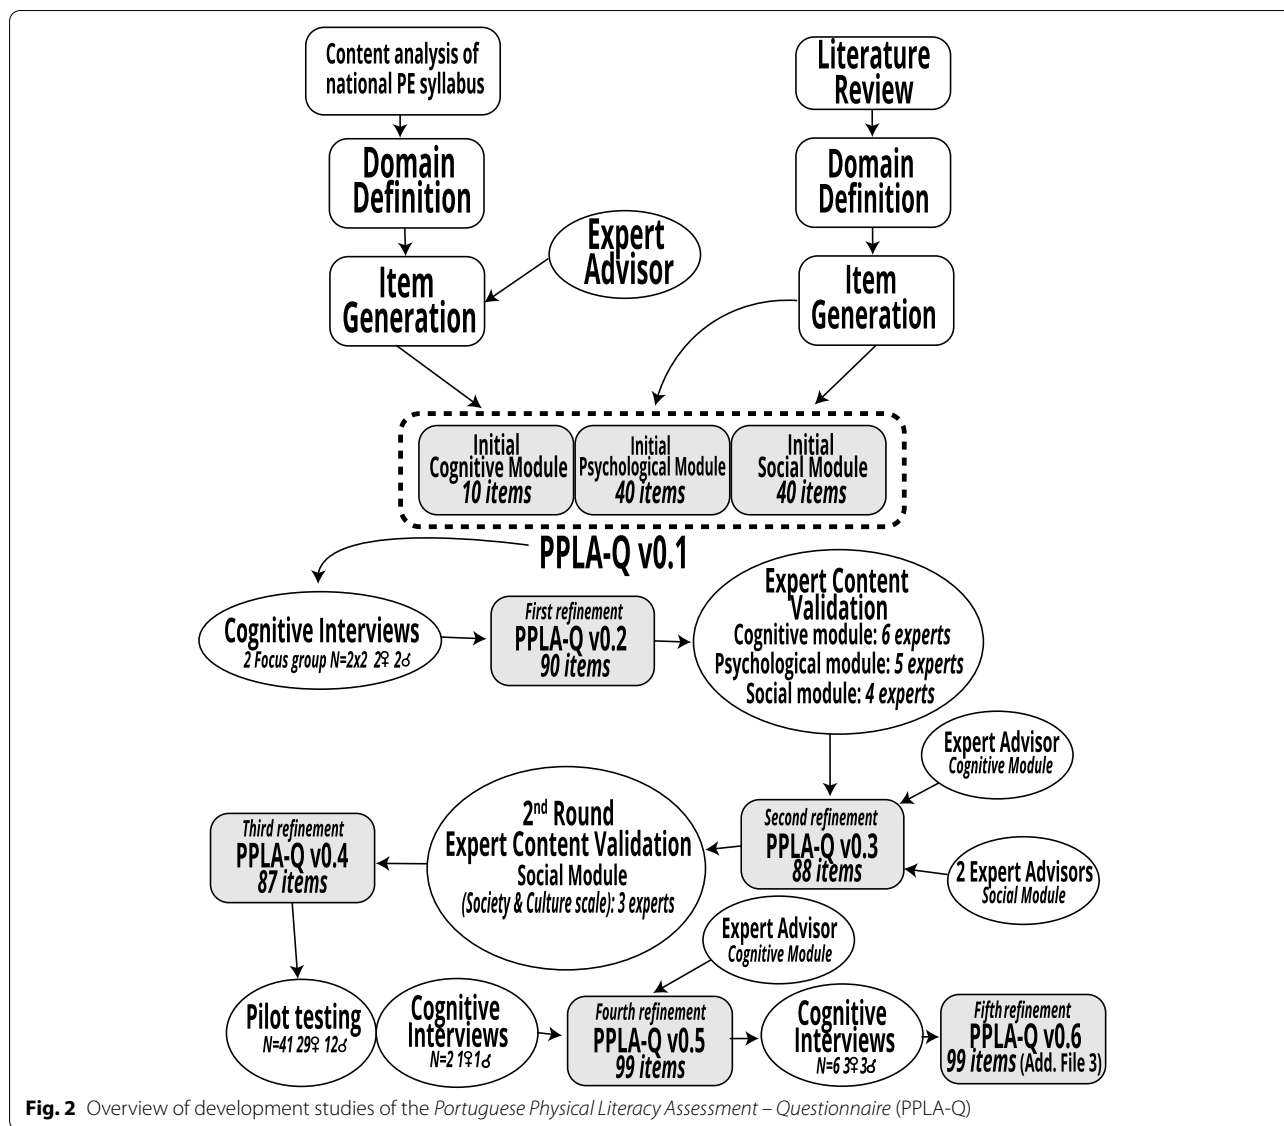 Content analysis of
national PE syllabus
Literature
Review
Domain
Definition
Domain
Definition
Expert
Advisor
Item
Generation
Item
Generation
Initial
Cognitive Module
10 items
Initial
Psychological Module
40 items
Initial
Social Module
40 items
PPLA-Q v0.1
Cognitive Interviews
2 Focus group N=2x2 2♀ 2♂
First refinement
PPLA-Q v0.2
90 items
Expert Content
Validation
Cognitive module: 6 experts
Psychological module: 5 experts
Social module: 4 experts
Expert Advisor
Cognitive Module
Second refinement
PPLA-Q v0.3
88 items
2 Expert Advisors
Social Module
2nd Round
Expert Content Validation
Social Module
(Society & Culture scale): 3 experts
Third refinement
PPLA-Q v0.4
87 items
Expert Advisor
Cognitive Module
Pilot testing
N=41 29♀ 12♂
Cognitive
Interviews
N=2 1♀1♂
Fourth refinement
PPLA-Q v0.5
99 items
Cognitive
Interviews
N=6 3♀3♂
Fifth refinement
PPLA-Q v0.6
99 items (Add. File 3)
Fig. 2 Overview of development studies of the Portuguese Physical Literacy Assessment – Questionnaire (PPLA-Q)